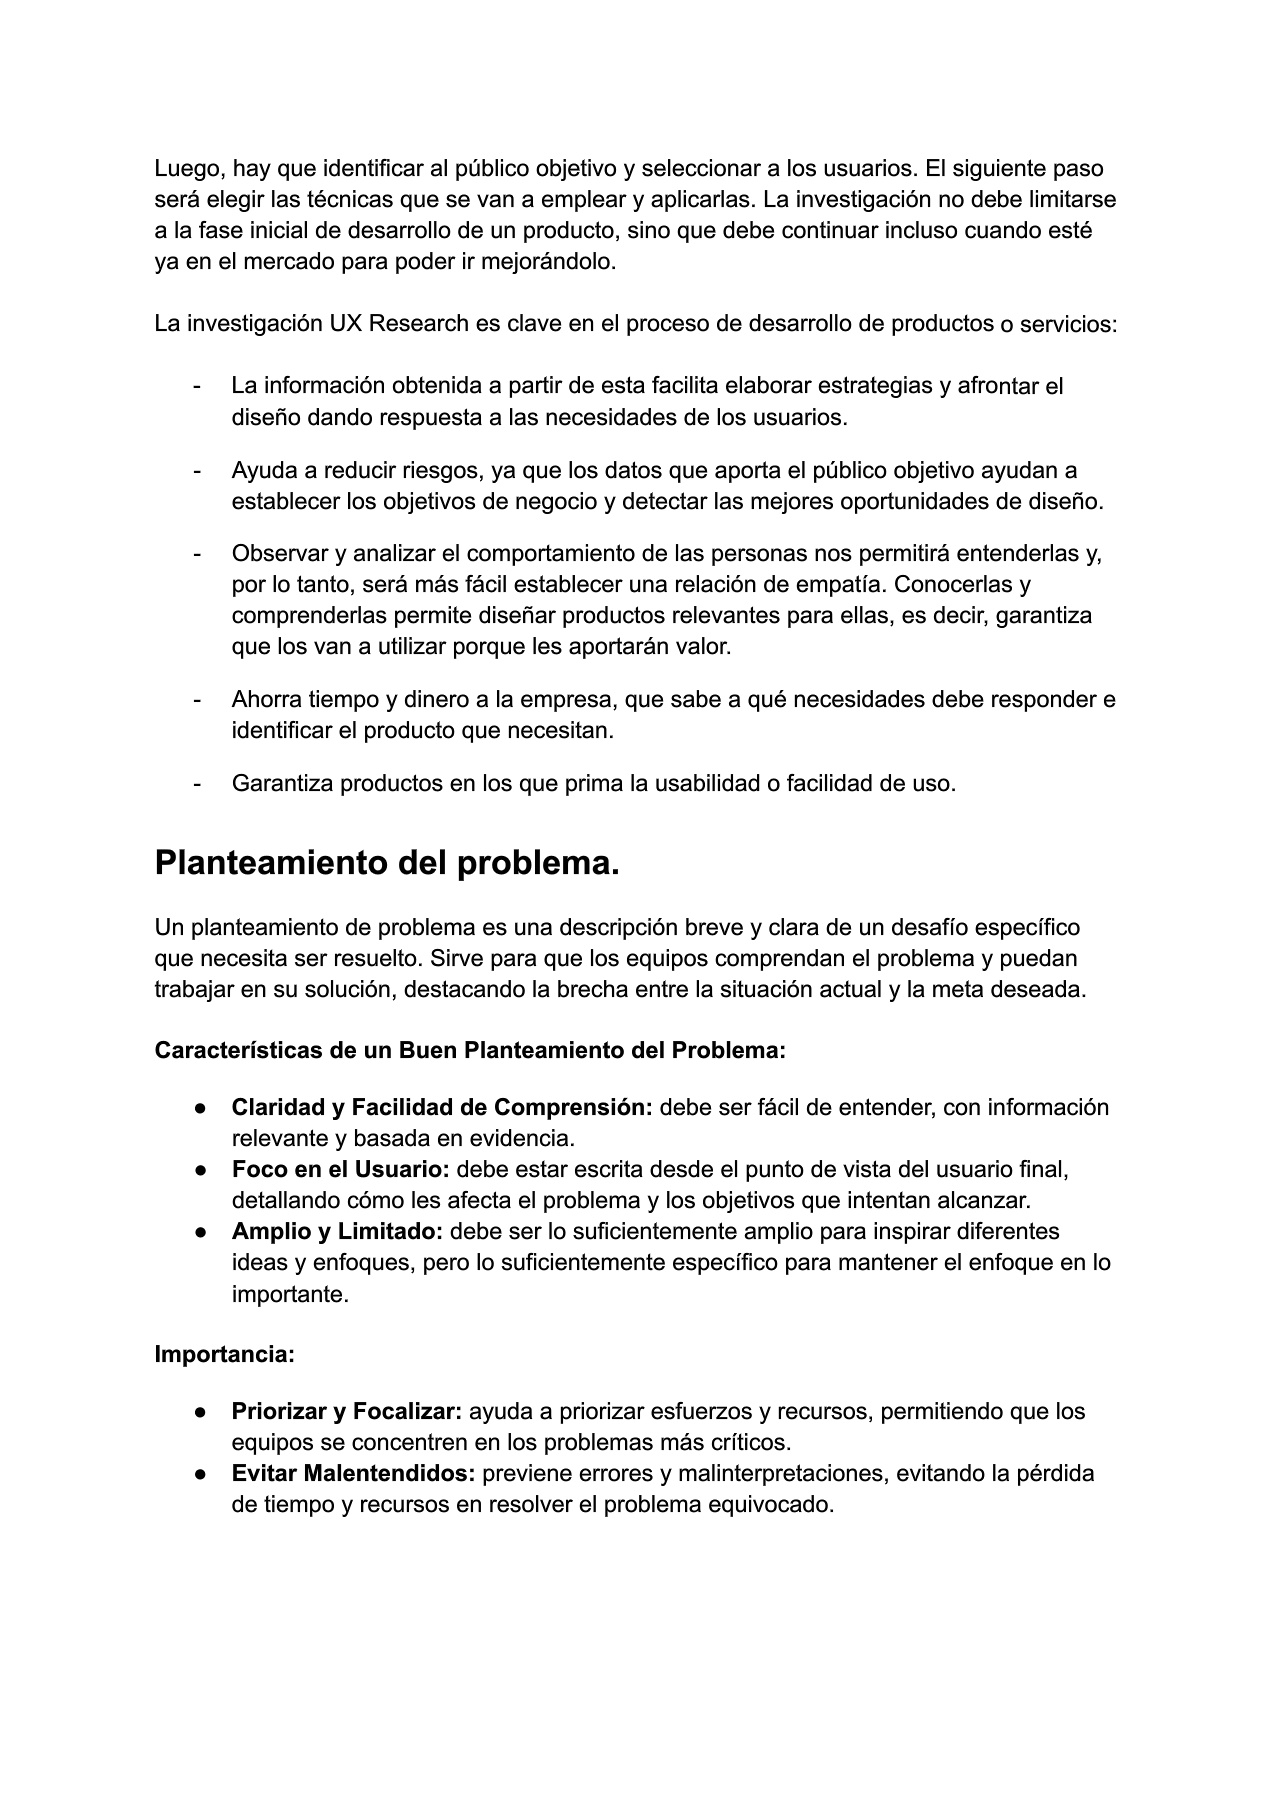 Luego, hay que identificar al público objetivo y seleccionar a los usuarios. El siguiente paso
será elegir las técnicas que se van a emplear y aplicarlas. La investigación no debe limitarse
a la fase inicial de desarrollo de un producto, sino que debe continuar incluso cuando esté
ya en el mercado para poder ir mejorándolo.
La investigación UX Research es clave en el proceso de desarrollo de productos o servicios:
- La información obtenida a partir de esta facilita elaborar estrategias y afrontar el
diseño dando respuesta a las necesidades de los usuarios.
- Ayuda a reducir riesgos, ya que los datos que aporta el público objetivo ayudan a
establecer los objetivos de negocio y detectar las mejores oportunidades de diseño.
- Observar y analizar el comportamiento de las personas nos permitirá entenderlas y,
por lo tanto, será más fácil establecer una relación de empatía. Conocerlas y
comprenderlas permite diseñar productos relevantes para ellas, es decir, garantiza
que los van a utilizar porque les aportarán valor.
- Ahorra tiempo y dinero a la empresa, que sabe a qué necesidades debe responder e
identificar el producto que necesitan.
- Garantiza productos en los que prima la usabilidad o facilidad de uso.
Planteamiento del problema.
Un planteamiento de problema es una descripción breve y clara de un desafío específico
que necesita ser resuelto. Sirve para que los equipos comprendan el problema y puedan
trabajar en su solución, destacando la brecha entre la situación actual y la meta deseada.
Características de un Buen Planteamiento del Problema:
● Claridad y Facilidad de Comprensión: debe ser fácil de entender, con información
relevante y basada en evidencia.
● Foco en el Usuario: debe estar escrita desde el punto de vista del usuario final,
detallando cómo les afecta el problema y los objetivos que intentan alcanzar.
● Amplio y Limitado: debe ser lo suficientemente amplio para inspirar diferentes
ideas y enfoques, pero lo suficientemente específico para mantener el enfoque en lo
importante.
Importancia:
● Priorizar y Focalizar: ayuda a priorizar esfuerzos y recursos, permitiendo que los
equipos se concentren en los problemas más críticos.
● Evitar Malentendidos: previene errores y malinterpretaciones, evitando la pérdida
de tiempo y recursos en resolver el problema equivocado.